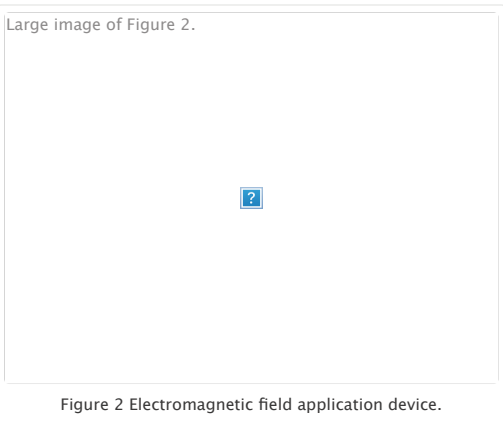 Large image of Figure 2.
?
Figure 2 Electromagnetic field application device.